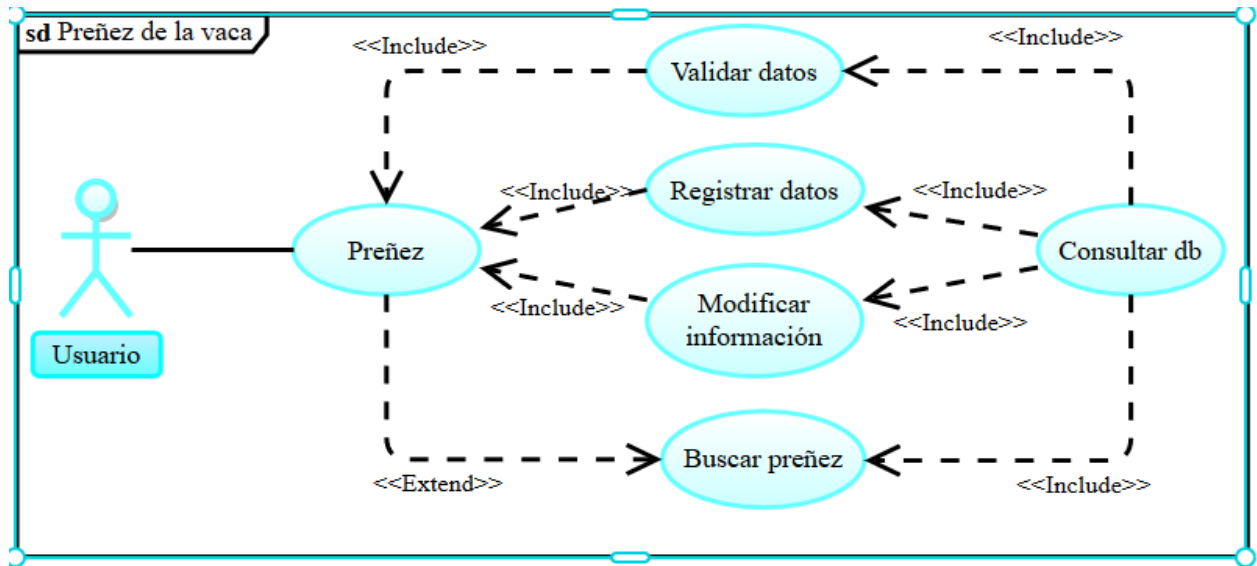 sd Preñez de la vaca
<<Include>>
<<Include>>
Validar datos
<<Include>>
Registrar datos
<<Include>>
Preñez
Consultar db
<<Include>>
Modificar
información
<<Include>>
Usuario
Buscar preñez
<<Extend>>
<<Include>>